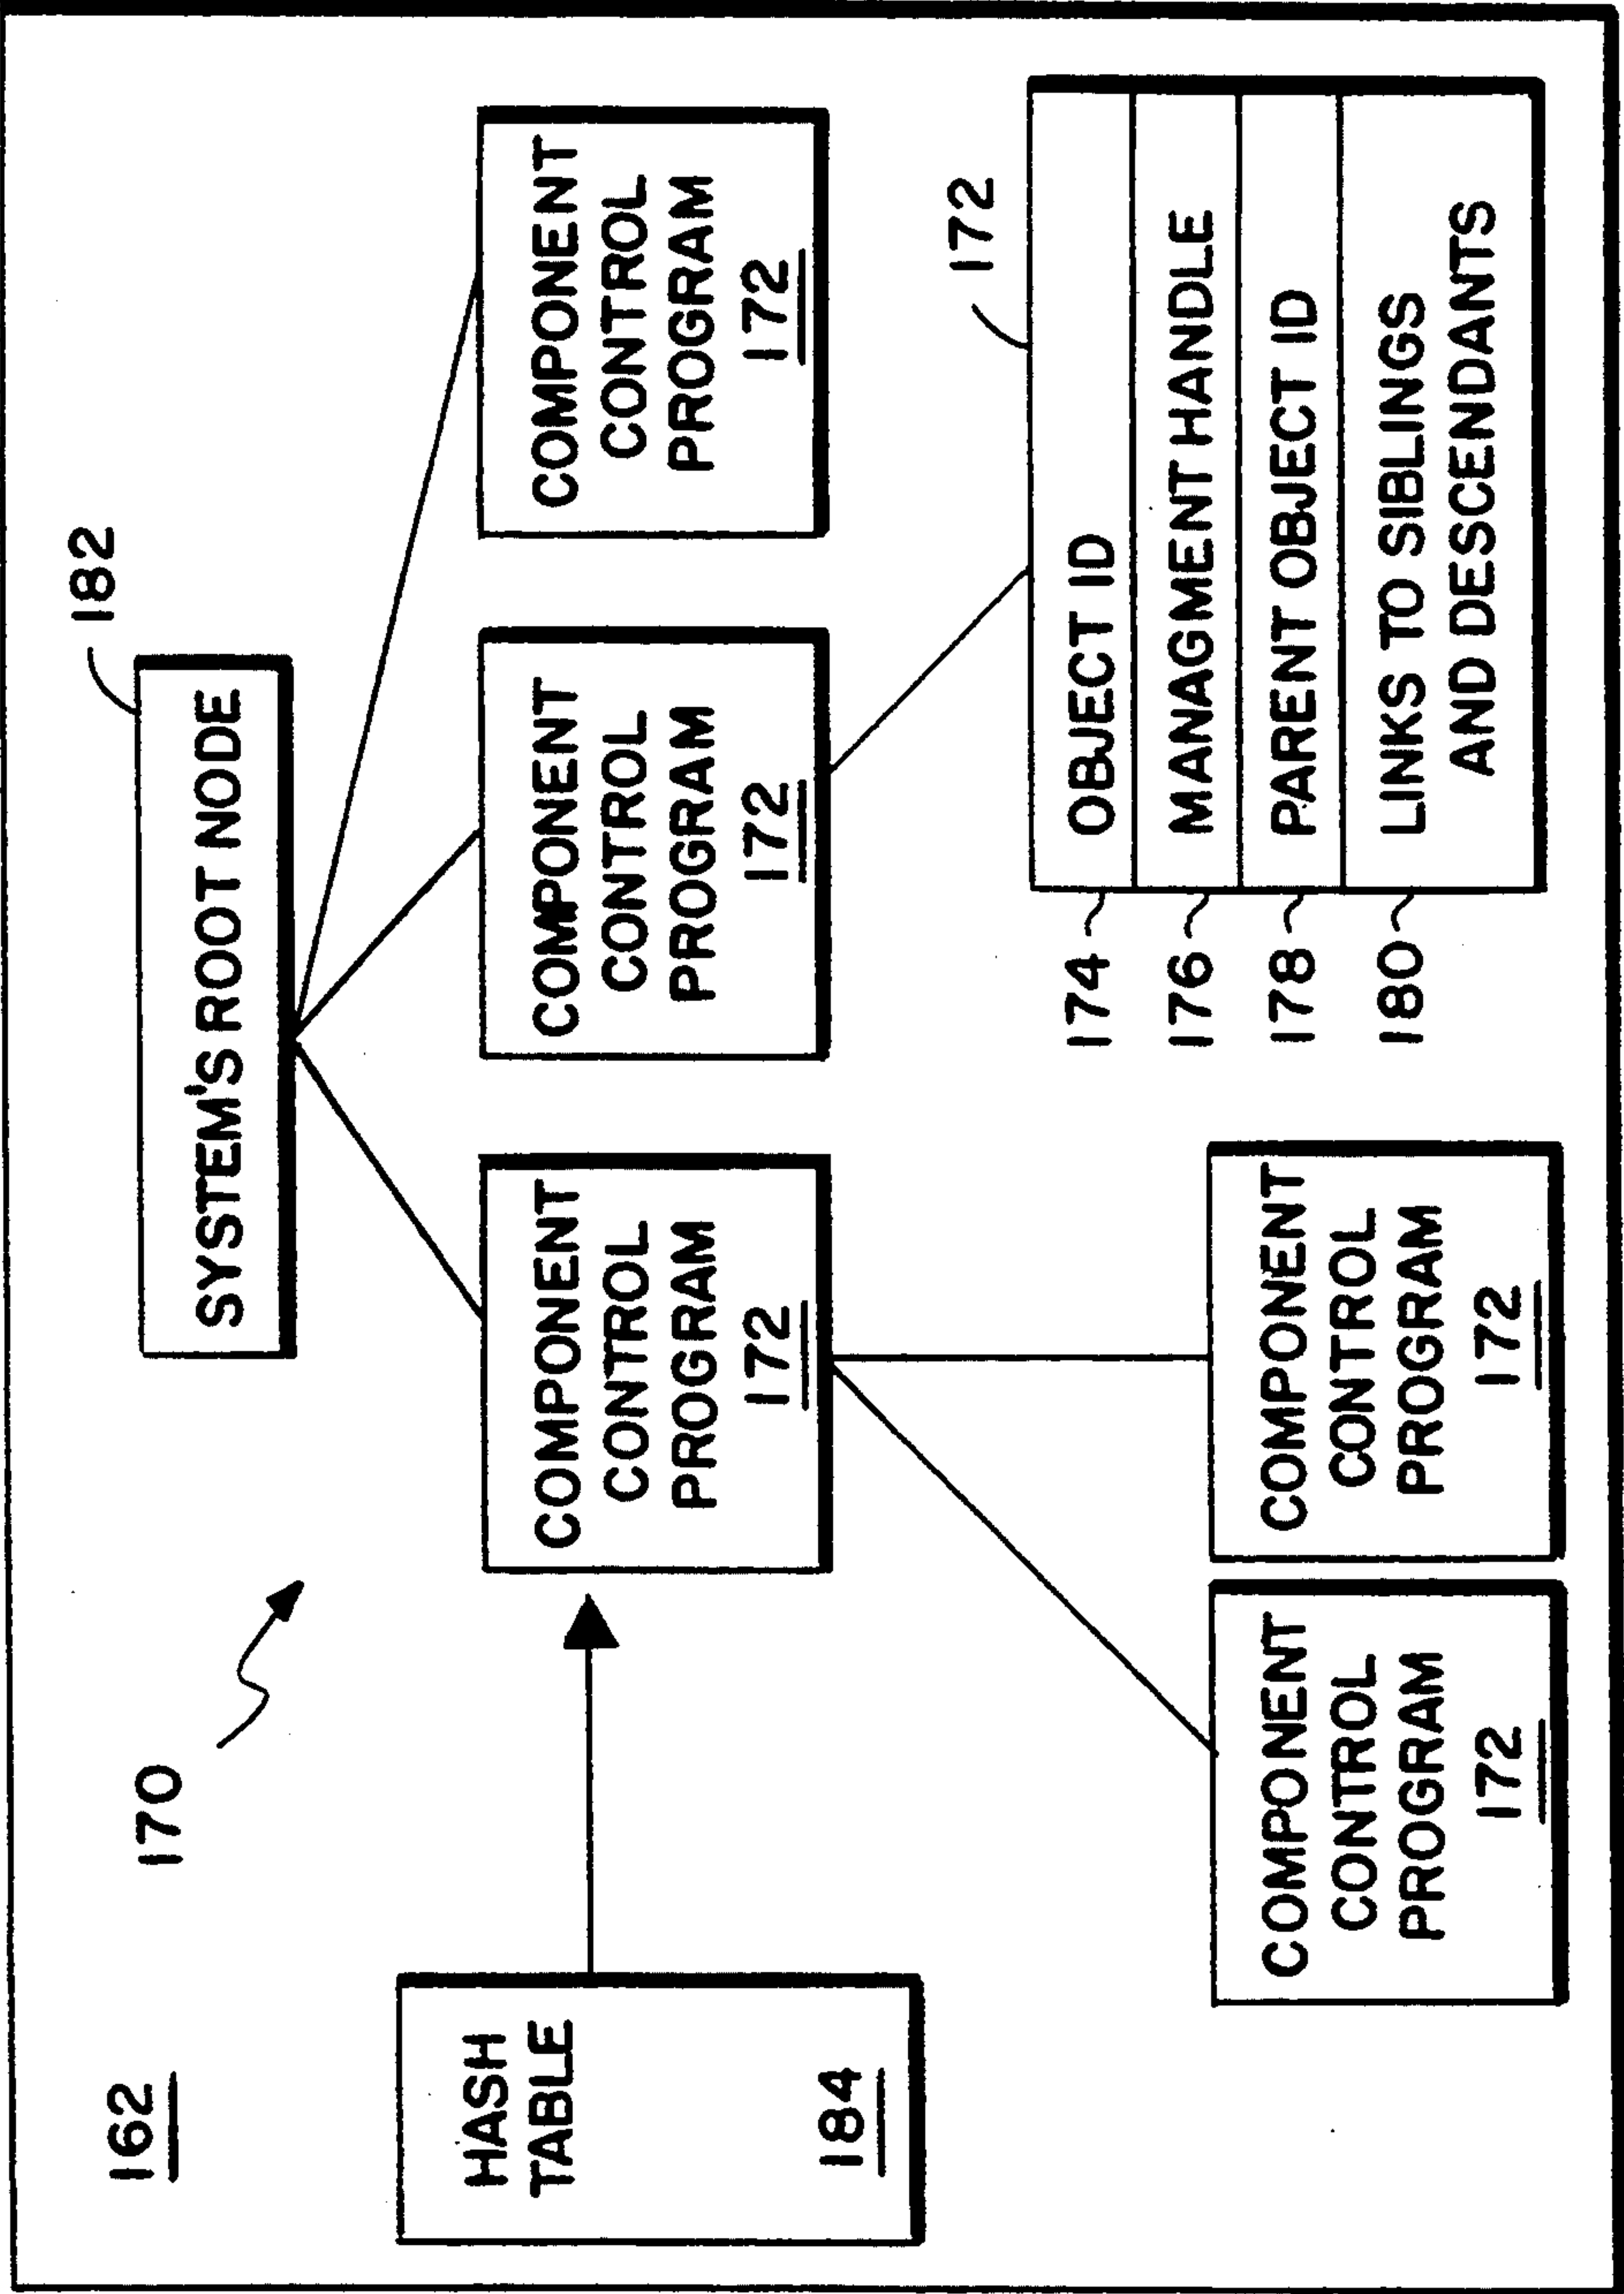 162
170
182
SYSTEM'S ROOT NODE
HASH
TABLE
184
COMPONENT
CONTROL
PROGRAM
172
COMPONENT
CONTROL
PROGRAM
172
COMPONENT
CONTROL
PROGRAM
172
COMPONENT
CONTROL
PROGRAM
172
COMPONENT
CONTROL
PROGRAM
172
172
174
OBJECT ID
176
MANAGMENT HANDLE
178
PARENT OBJECT ID
180
LINKS TO SIBLINGS
AND DESCENDANTS